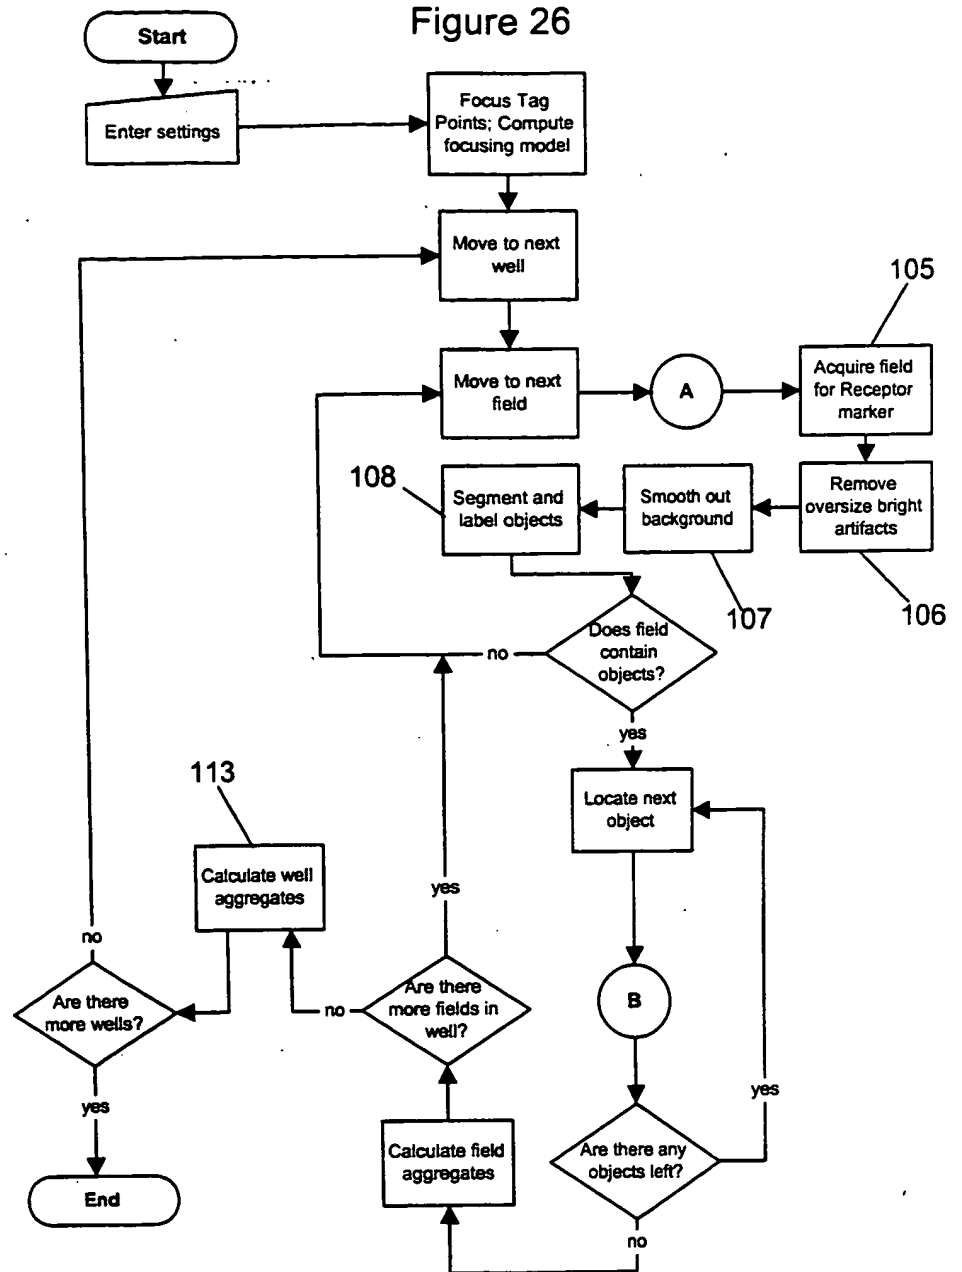 Figure 26
Start
Enter settings
Focus Tag
Points; Compute
focusing model
Move to next
well
105
Move to next
field
A
Acquire field
for Receptor
marker
108
Segment and
label objects
Smooth out
background
Remove
oversize bright
artifacts
107
106
Does field
contain
objects?
no
yes
113
Locate next
object
Calculate well
aggregates
yes
no
Are there
more wells?
no
Are there
more fields in
well?
B
yes
yes
Calculate field
aggregates
Are there any
objects left?
End
no